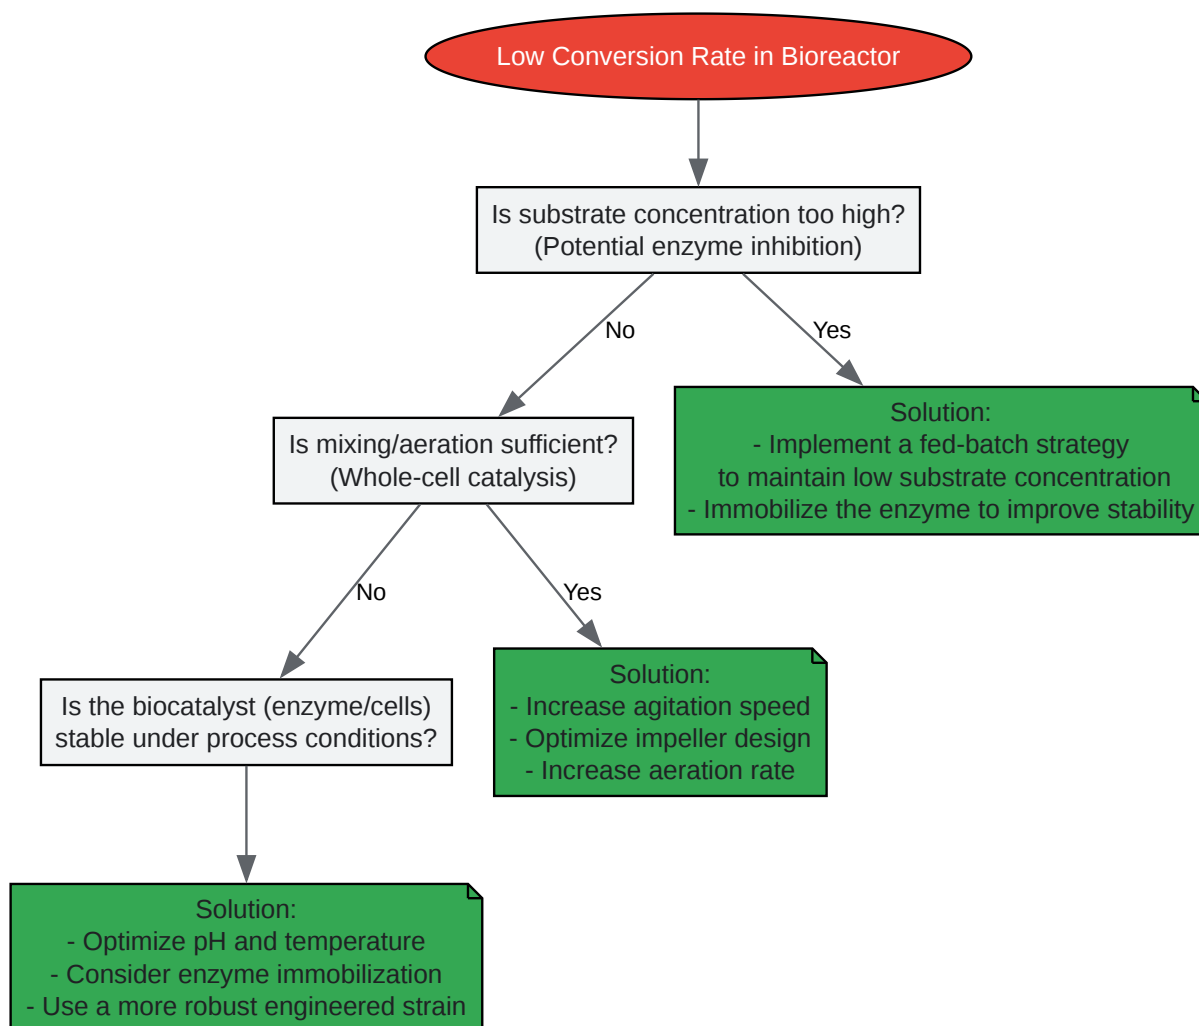 Low Conversion Rate in Bioreactor
Is substrate concentration too high?
(Potential enzyme inhibition)
No
Yes
Is mixing/aeration sufficient?
(Whole-cell catalysis)
Solution:
- Implement a fed-batch strategy
to maintain low substrate concentration
- Immobilize the enzyme to improve stability
No
Yes
Is the biocatalyst (enzyme/cells)
stable under process conditions?
Solution:
- Increase agitation speed
- Optimize impeller design
- Increase aeration rate
Solution:
- Optimize pH and temperature
- Consider enzyme immobilization
- Use a more robust engineered strain